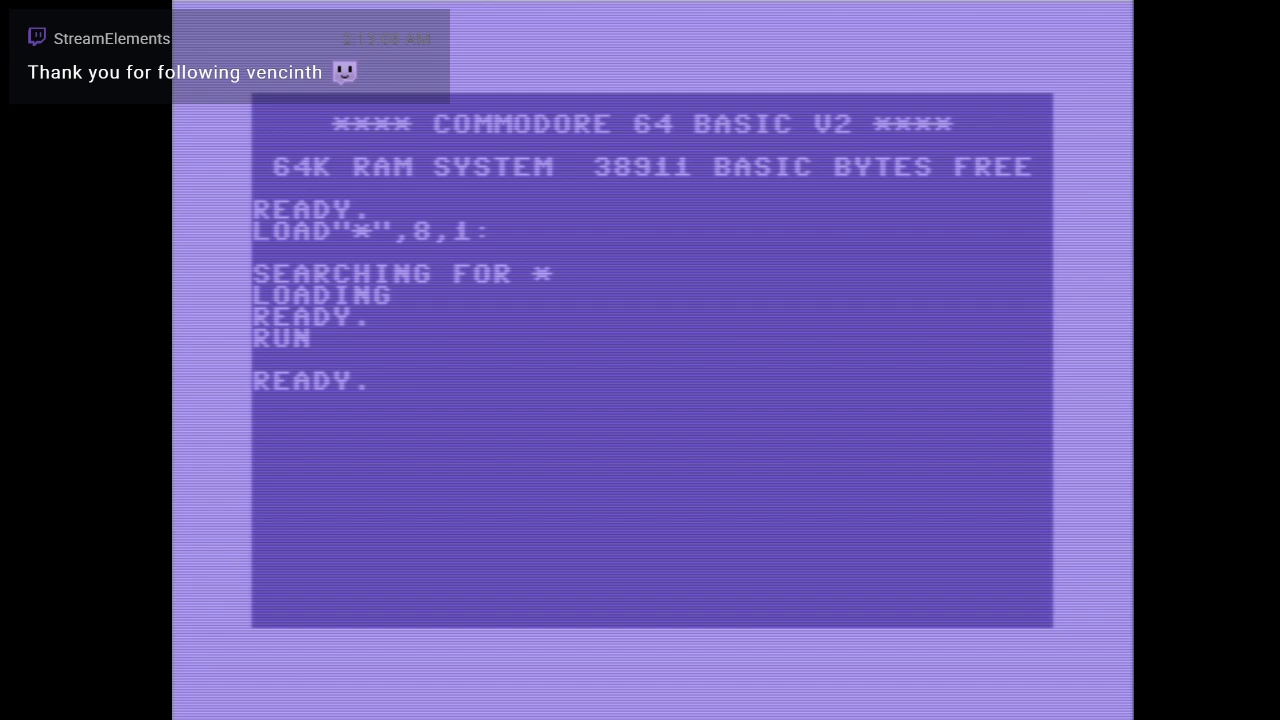 StreamElements
Thank you for following vencinth
**** COMMODORE 64 BASIC V2 ****
64K RAM SYSTEM  38911 BASIC BYTES FREE
READY.
LOAD"*",8,1:
SEARCHING FOR *
LOADING
READY.
RUN
READY.